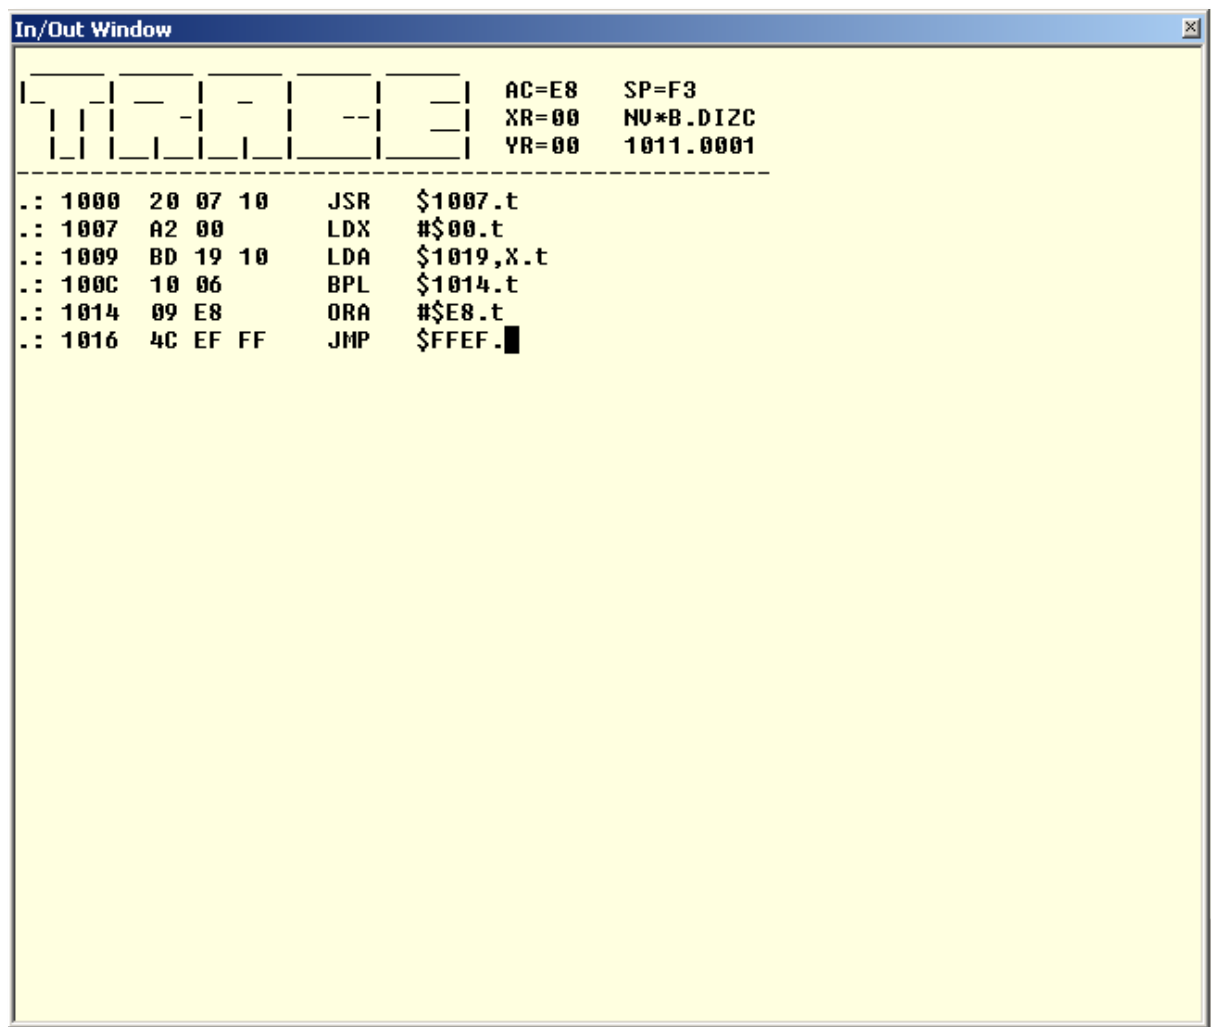 In/Out Window
TRACE
AC=E8 SP=F3
XR=00 NV*B.DIZC
YR=00 1011.0001
.: 1000 20 07 10 JSR $1007.t
.: 1007 A2 00 LDX #$00.t
.: 1009 BD 19 10 LDA $1019,X.t
.: 100C 10 06 BPL $1014.t
.: 1014 09 E8 ORA #$E8.t
.: 1016 4C EF FF JMP $FFEF.